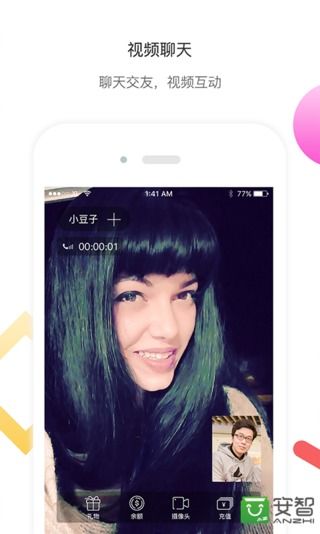 视频聊天
聊天交友，视频互动
1:41 AM
77%
小豆子
00:00:01
礼物
余额
摄像头
充值
安智
ANZHI